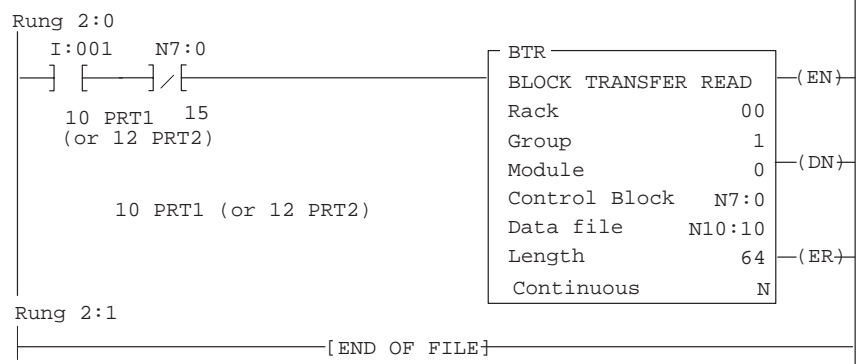 Rung 2:0
I:001 N7:0
] [ ]/[
10 PRT1 15
(or 12 PRT2)
10 PRT1 (or 12 PRT2)
BTR
BLOCK TRANSFER READ (EN)
Rack 00
Group 1
Module 0 (DN)
Control Block N7:0
Data file N10:10
Length 64 (ER)
Continuous N
Rung 2:1
[END OF FILE]